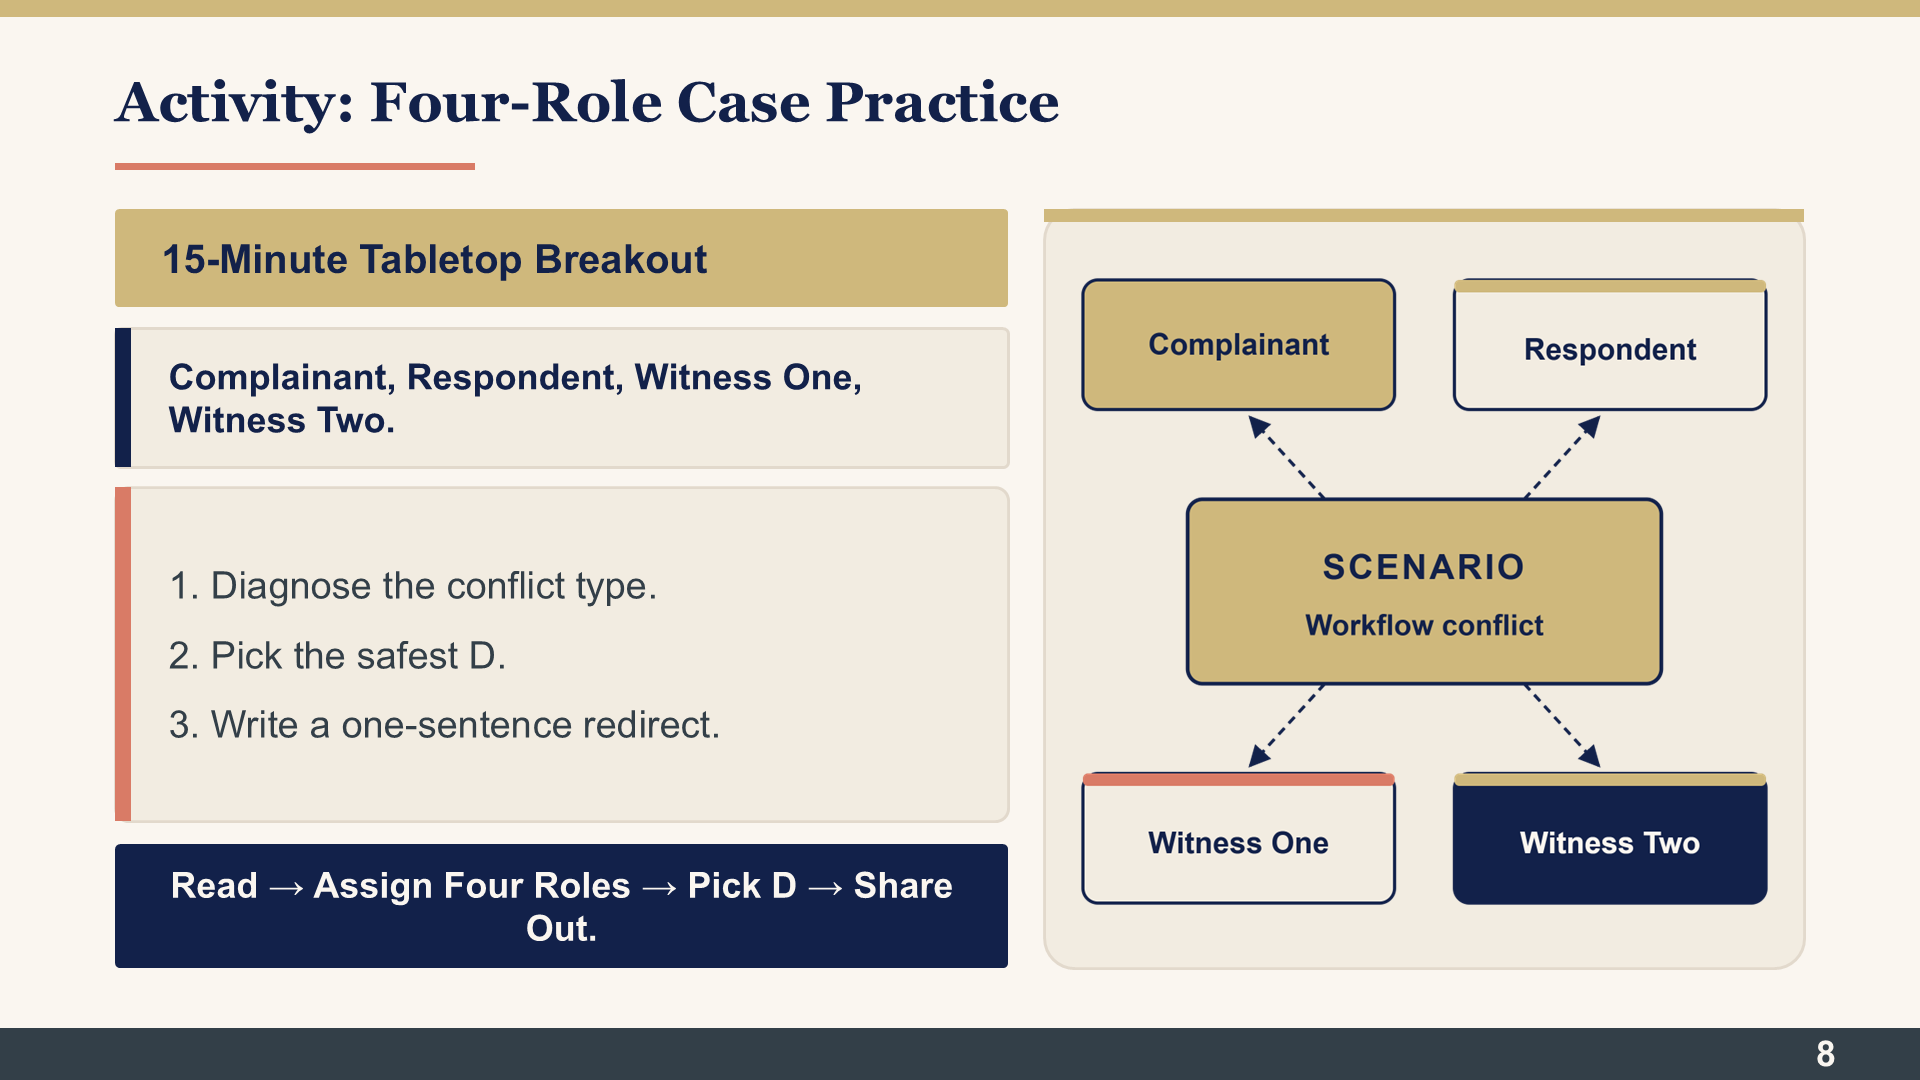 Activity: Four-Role Case Practice
15-Minute Tabletop Breakout
Complainant, Respondent, Witness One,
Witness Two.
1. Diagnose the conflict type.
2. Pick the safest D.
3. Write a one-sentence redirect.
Read → Assign Four Roles → Pick D → Share
Out.
Complainant
Respondent
SCENARIO
Workflow conflict
Witness One
Witness Two
8